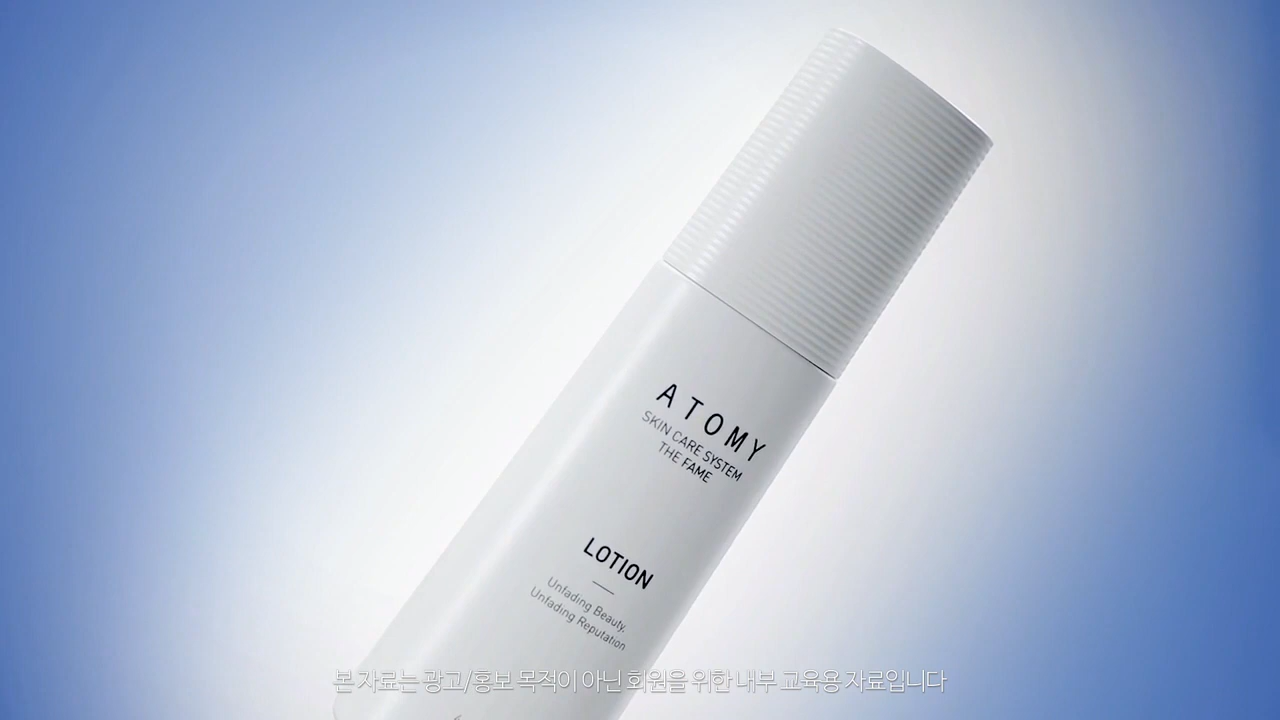 ATOMY
SKIN CARE SYSTEM
THE FAME
LOTION
Unfading Beauty.
Unfading Reputation
본 자료는 광고/홍보 목적이 아닌 회원을 위한 내부 교육용 자료입니다